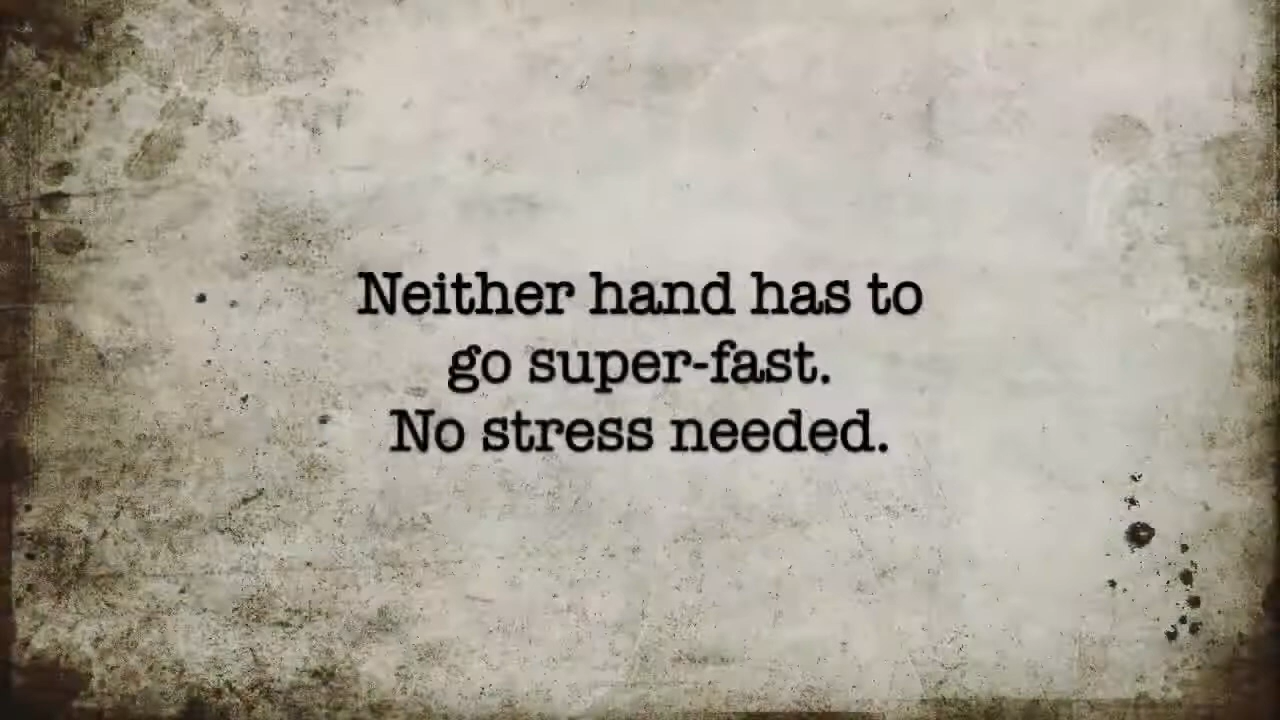 Neither hand has to
go super-fast.
No stress needed.